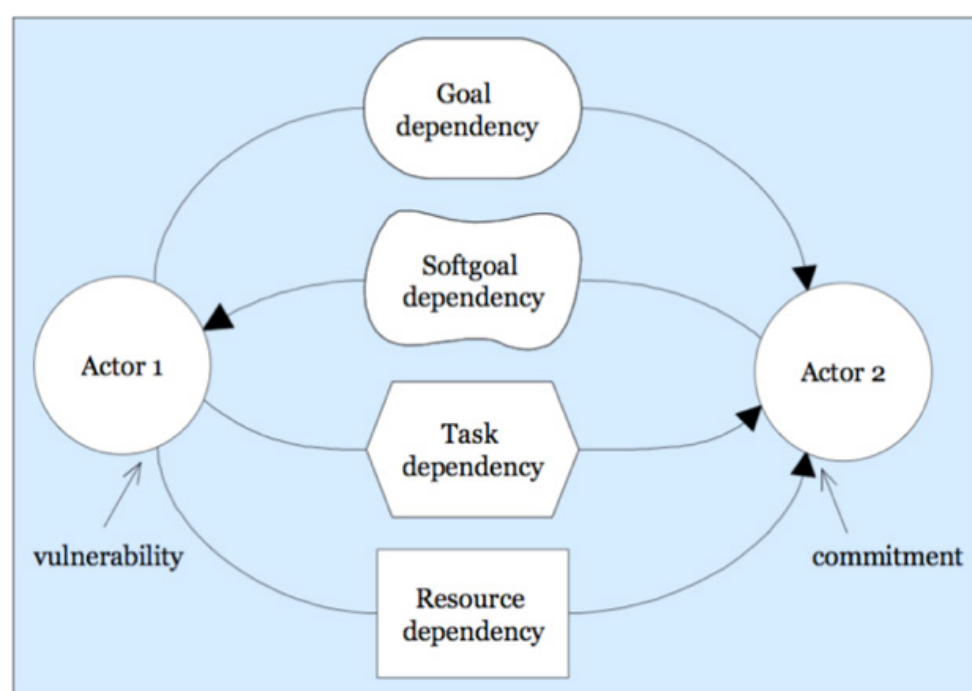 Goal
dependency
Softgoal
dependency
Actor 1
Actor 2
Task
dependency
vulnerability
commitment
Resource
dependency